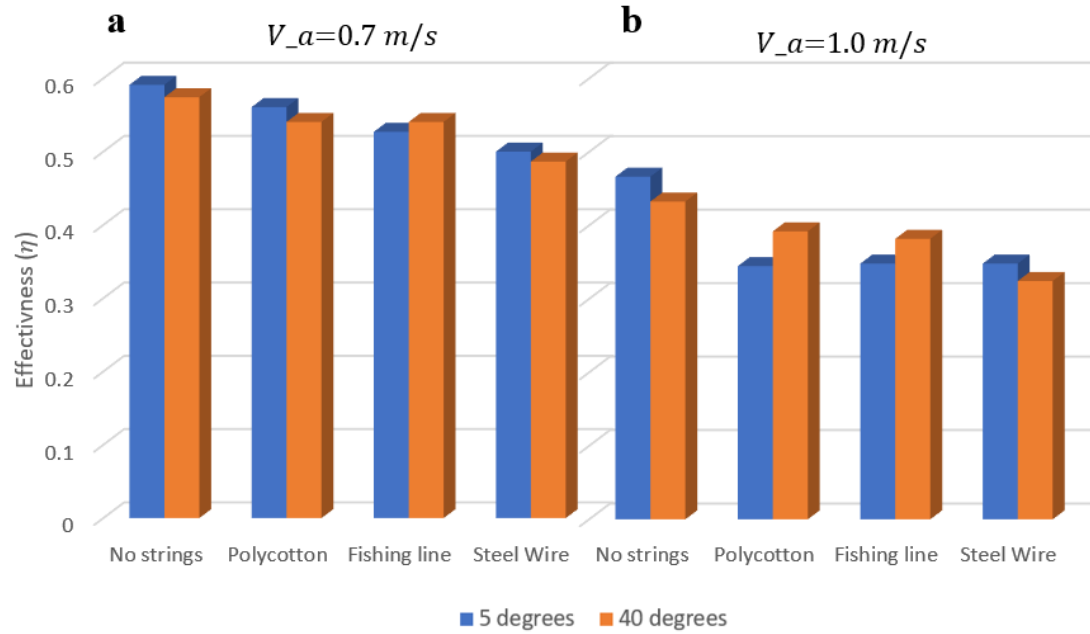 a
b
V_a=0.7 m/s
V_a=1.0 m/s
Effectivness (η)
0.6
0.5
0.4
0.3
0.2
0.1
0
No strings Polycotton Fishing line Steel Wire No strings Polycotton Fishing line Steel Wire
5 degrees 40 degrees